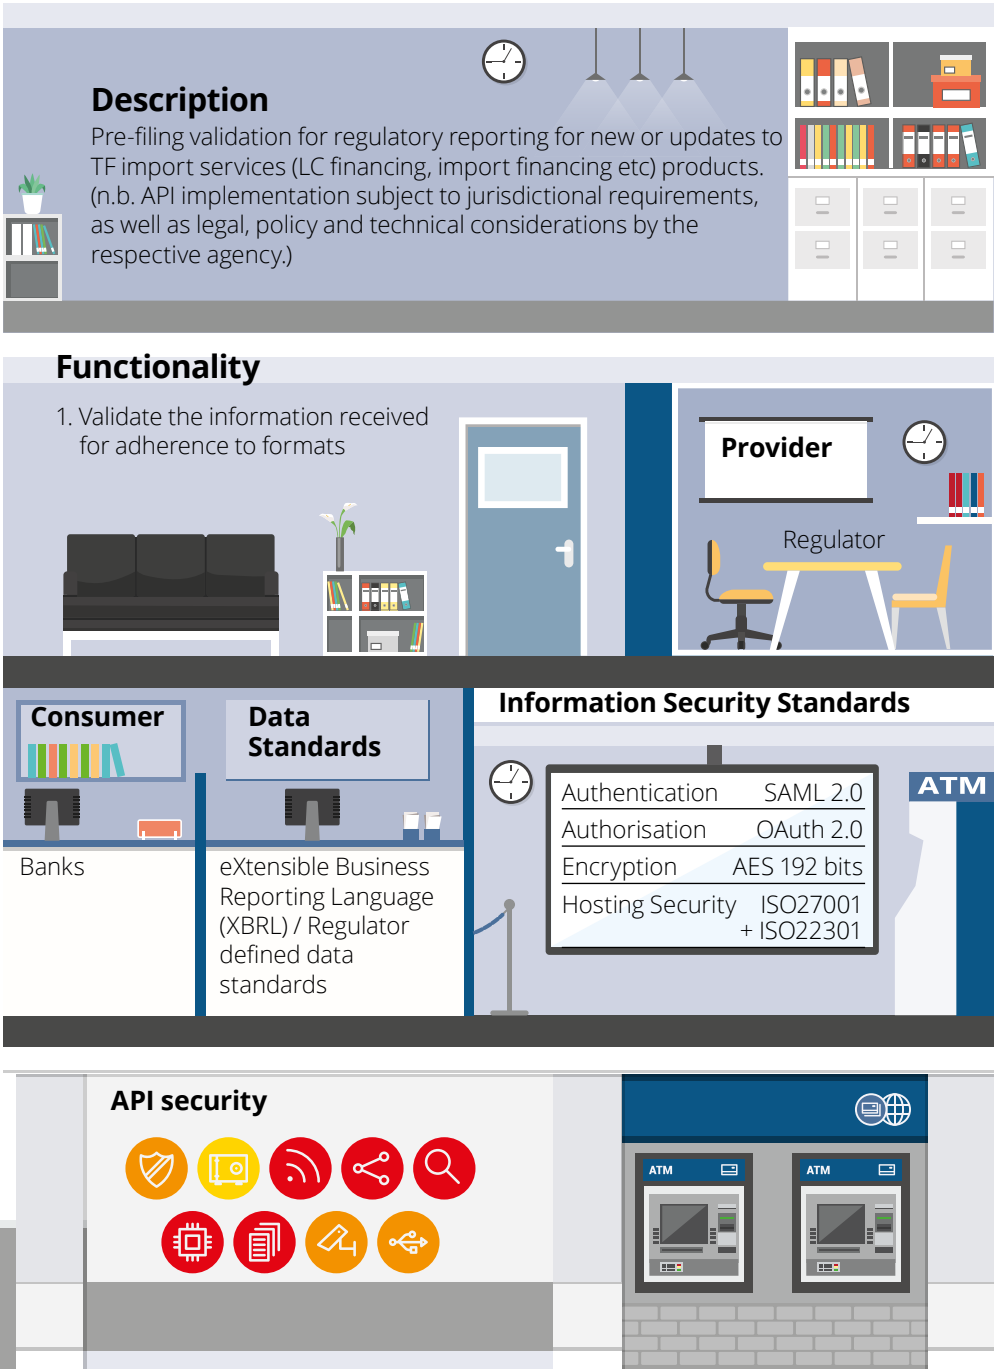 Description
Pre-filing validation for regulatory reporting for new or updates to
TF import services (LC financing, import financing etc) products.
(n.b. API implementation subject to jurisdictional requirements,
as well as legal, policy and technical considerations by the
respective agency.)
Functionality
1. Validate the information received
for adherence to formats
Provider
Regulator
Consumer
Banks
Data
Standards
eXtensible Business
Reporting Language
(XBRL) / Regulator
defined data
standards
Information Security Standards
Authentication SAML 2.0
Authorisation OAuth 2.0
Encryption AES 192 bits
Hosting Security ISO27001
+ ISO22301
ATM
API security
ATM
ATM